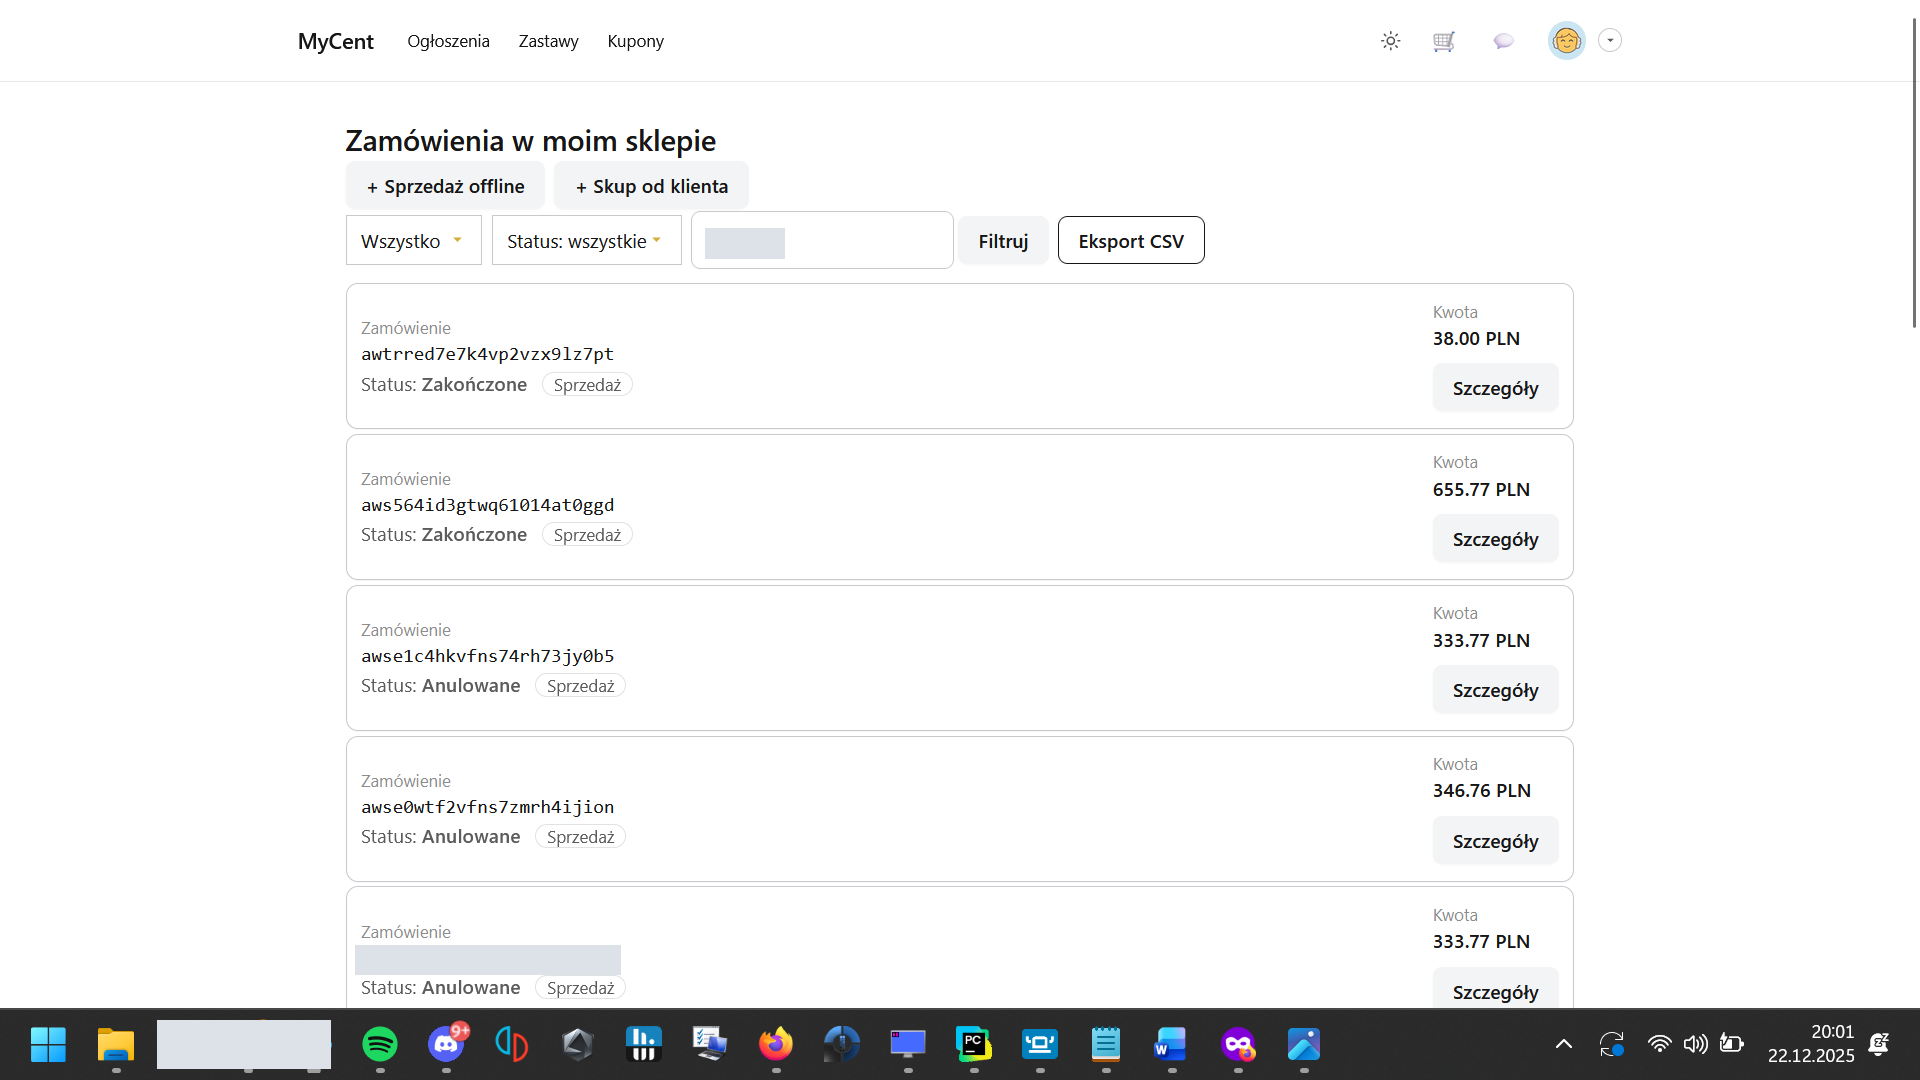 MyCent Ogłoszenia Zastawy Kupony
Zamówienia w moim sklepie
+ Sprzedaż offline + Skup od klienta
Wszystko Status: wszystkie Filtruj Eksport CSV
Zamówienie
awtrred7e7k4vp2vzx9lz7pt
Status: Zakończone Sprzedaż
Kwota
38.00 PLN
Szczegóły
Zamówienie
aws564id3gtwq61014at0ggd
Status: Zakończone Sprzedaż
Kwota
655.77 PLN
Szczegóły
Zamówienie
awse1c4hkvfns74rh73jy0b5
Status: Anulowane Sprzedaż
Kwota
333.77 PLN
Szczegóły
Zamówienie
awse0wtf2vfns7zmrh4ijion
Status: Anulowane Sprzedaż
Kwota
346.76 PLN
Szczegóły
Zamówienie
Status: Anulowane Sprzedaż
Kwota
333.77 PLN
Szczegóły
9+
PC
W
20:01
22.12.2025